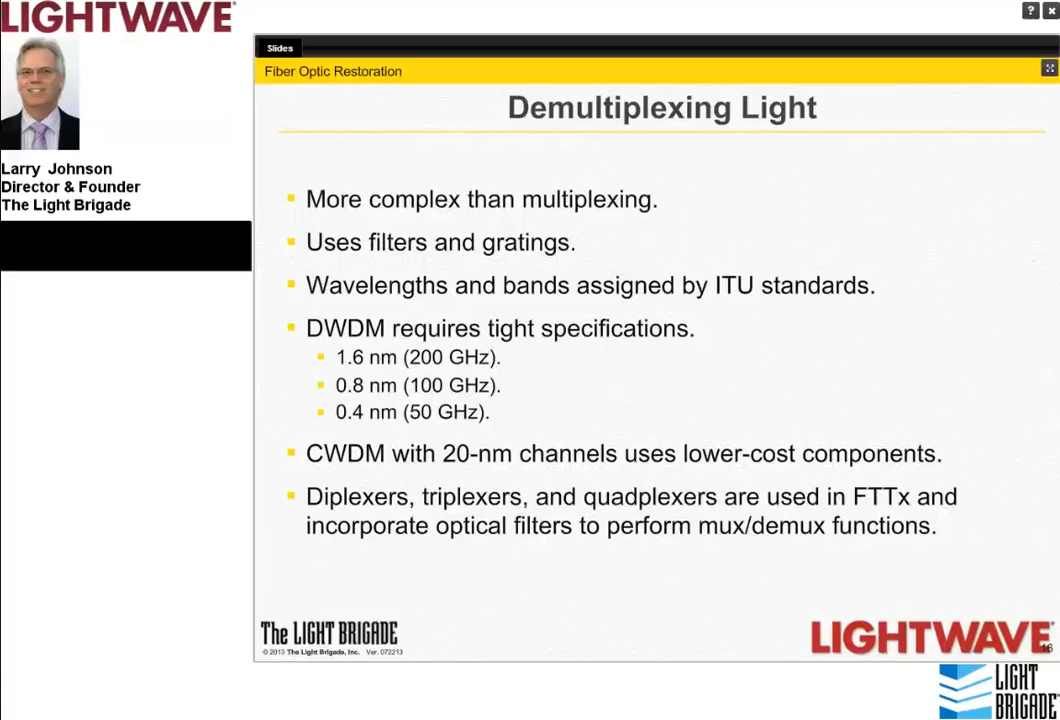 LIGHTWAVE
Larry Johnson
Director & Founder
The Light Brigade
?
Slides
Fiber Optic Restoration
Demultiplexing Light
More complex than multiplexing.
Uses filters and gratings.
Wavelengths and bands assigned by ITU standards.
DWDM requires tight specifications.
1.6 nm (200 GHz).
0.8 nm (100 GHz).
0.4 nm (50 GHz).
CWDM with 20-nm channels uses lower-cost components.
Diplexers, triplexers, and quadplexers are used in FTTx and
incorporate optical filters to perform mux/demux functions.
The LIGHT BRIGADE
© 2013 The Light Brigade, Inc. Ver: 072213
LIGHTWAVE
16
LIGHT
BRIGADE